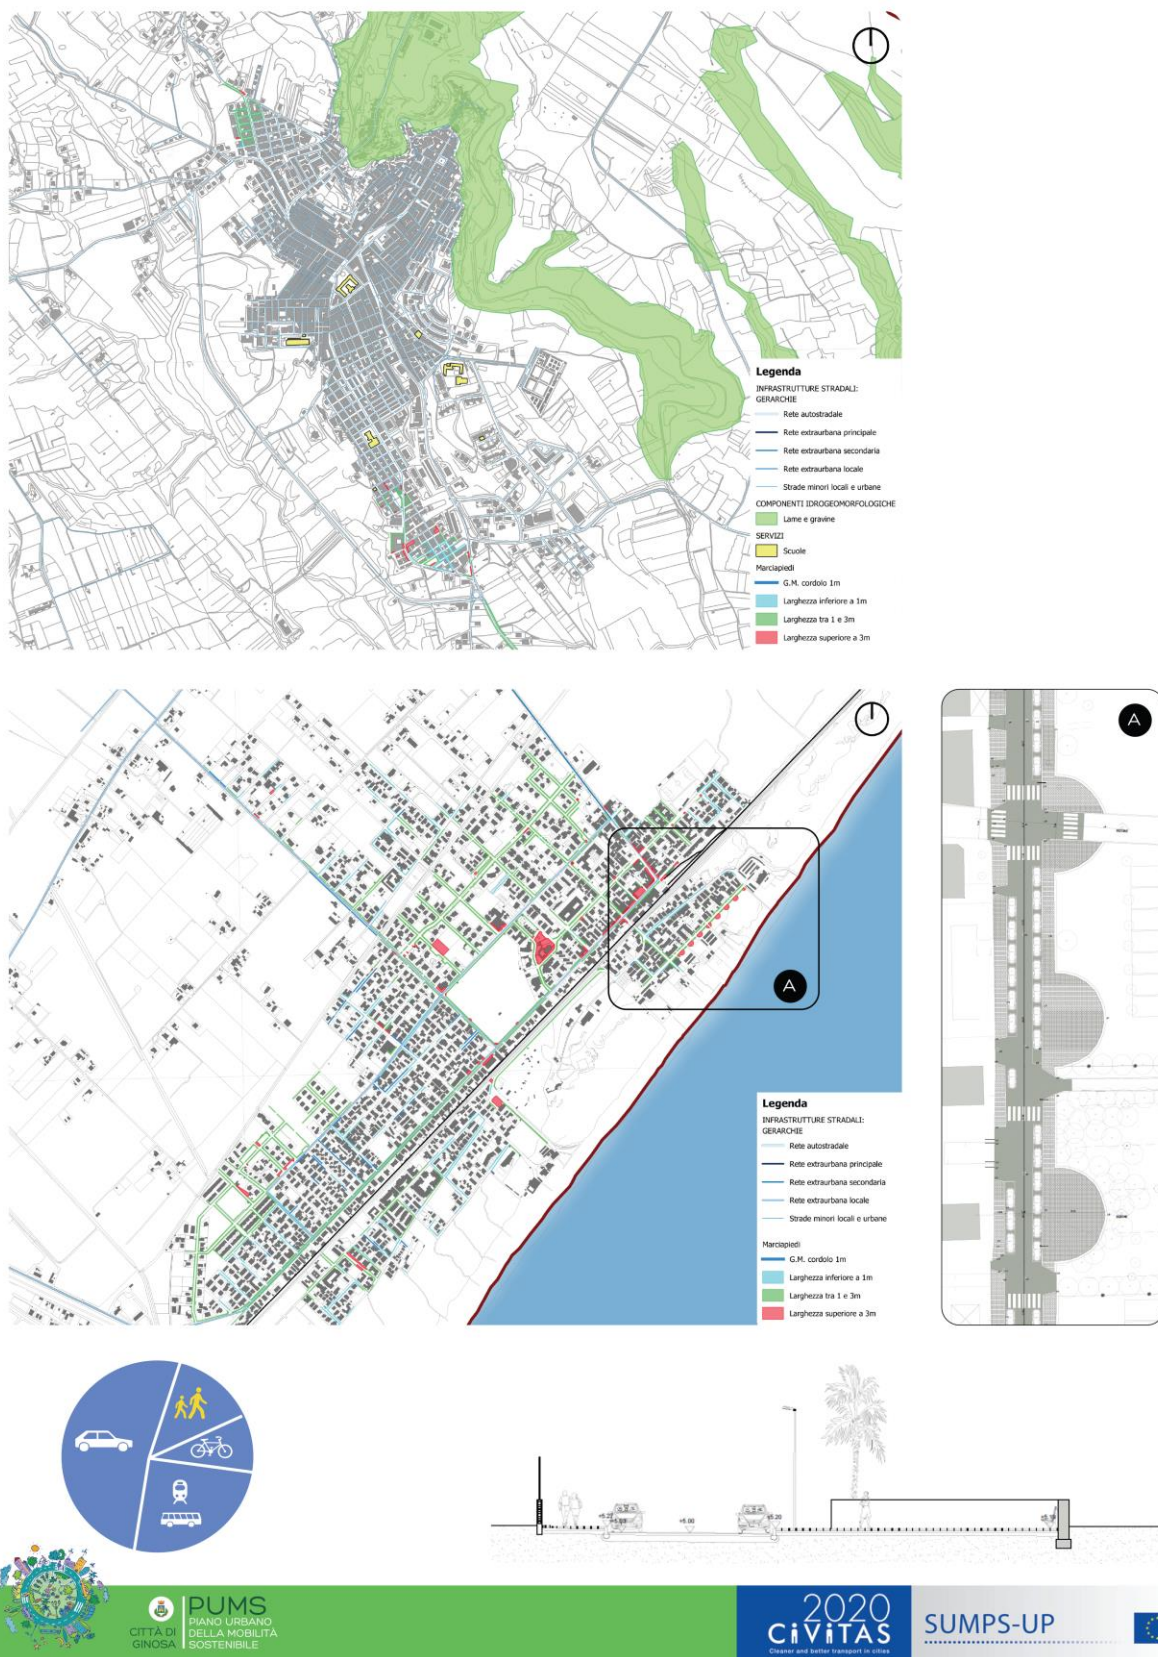 Legenda
INFRASTRUTTURE STRADALI:
GERARCHIE
Rete autostradale
Rete extraurbana principale
Rete extraurbana secondaria
Rete extraurbana locale
Strade minori locali e urbane
COMPONENTI IDROGEOMORFOLOGICHE
Lame e gravine
SERVIZI
Scuole
Marciapiedi
G.M. cordolo 1m
Larghezza inferiore a 1m
Larghezza tra 1 e 3m
Larghezza superiore a 3m
A
A
Legenda
INFRASTRUTTURE STRADALI:
GERARCHIE
Rete autostradale
Rete extraurbana principale
Rete extraurbana secondaria
Rete extraurbana locale
Strade minori locali e urbane
Marciapiedi
G.M. cordolo 1m
Larghezza inferiore a 1m
Larghezza tra 1 e 3m
Larghezza superiore a 3m
+5.00
+5.20
CITTÀ DI
GINOSA
PUMS
PIANO URBANO
DELLA MOBILITÀ
SOSTENIBILE
2020
CiViTAS
Cleaner and better transport in cities
SUMPS-UP